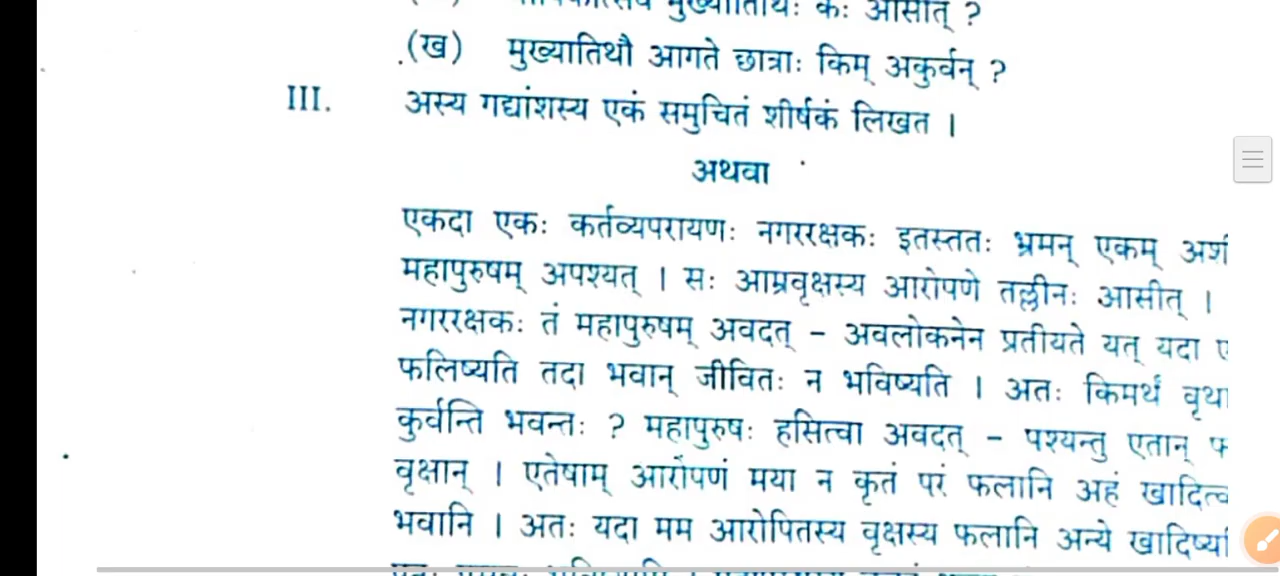 मुख्यातिथिः कः आसीत् ?
(ख) मुख्यातिथौ आगते छात्राः किम् अकुर्वन् ?
III. अस्य गद्यांशस्य एकं समुचितं शीर्षकं लिखत ।
अथवा
एकदा एकः कर्तव्यपरायणः नगररक्षकः इतस्ततः भ्रमन् एकम्
महापुरुषम् अपश्यत् । सः आम्रवृक्षस्य आरोपणे तल्लीनः आसीत् ।
नगररक्षकः तं महापुरुषम् अवदत् – अवलोकनेन प्रतीयते यत् यदा
फलिष्यति तदा भवान् जीवितः न भविष्यति । अतः किमर्थं वृथा
कुर्वन्ति भवन्तः ? महापुरुषः हसित्वा अवदत् – पश्यन्तु एतान्
वृक्षान् । एतेषाम् आरोपणं मया न कृतं परं फलानि अहं
भवानि । अतः यदा मम आरोपितस्य वृक्षस्य फलानि अन्ये